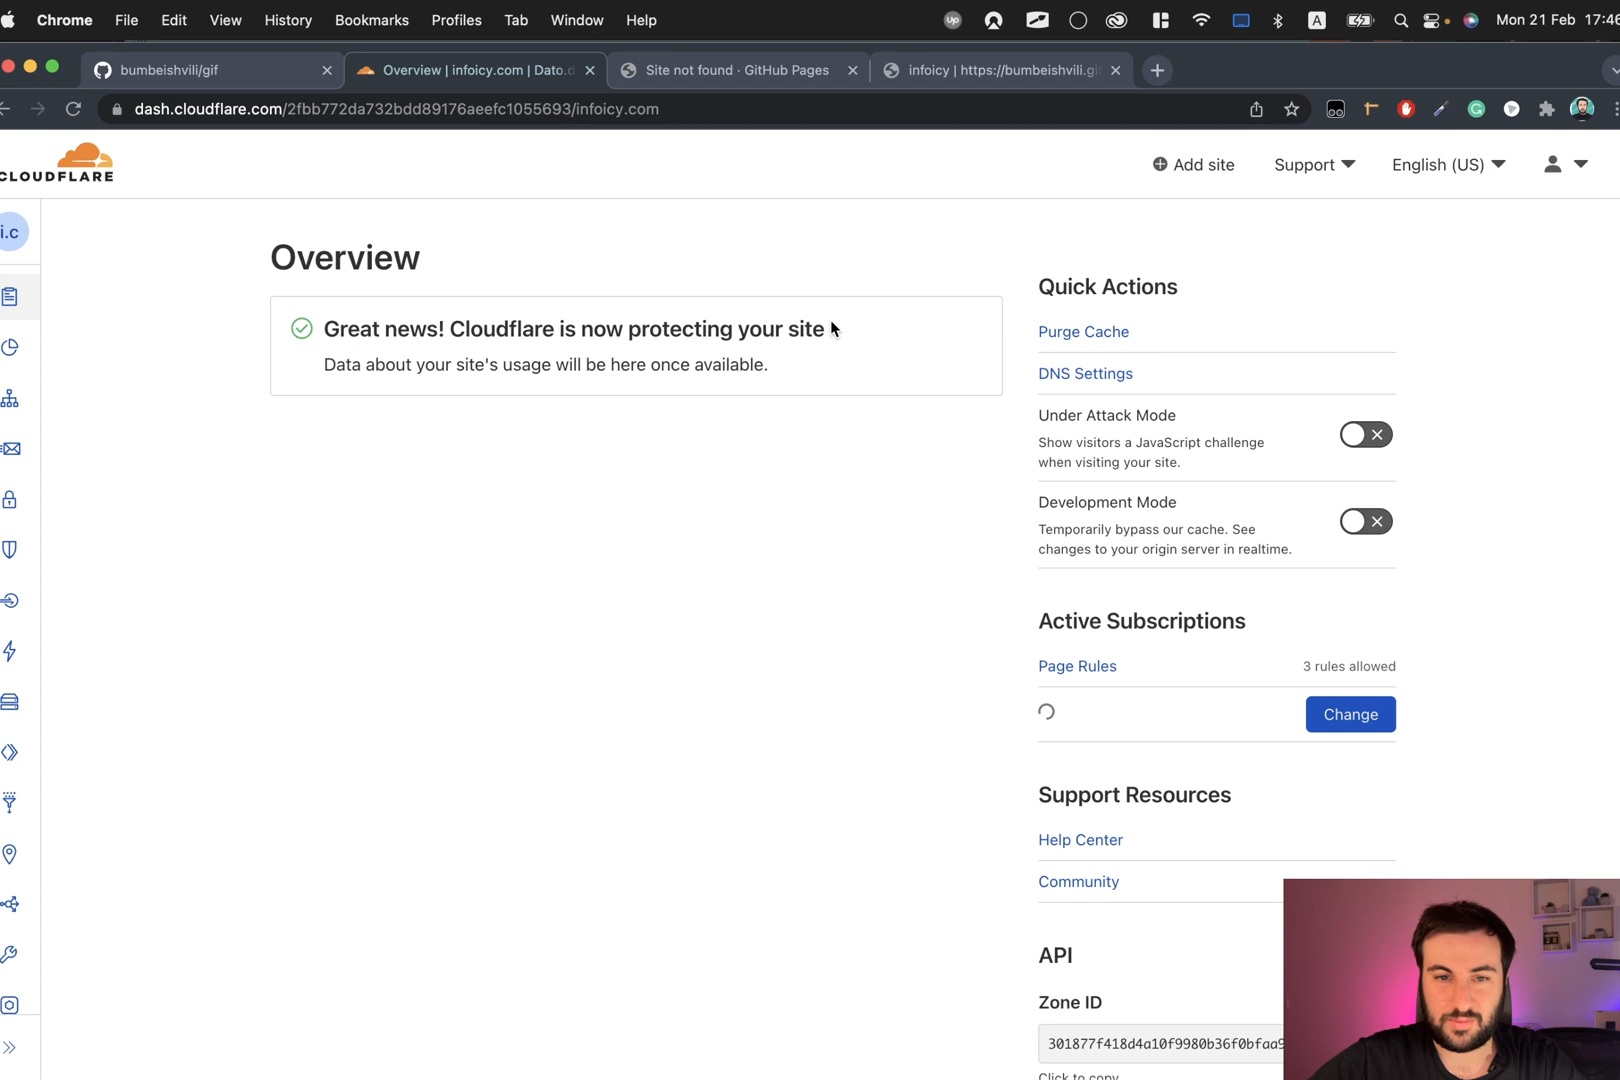 Chrome File Edit View History Bookmarks Profiles Tab Window Help Up A Mon 21 Feb 17:46
bumbeishvili/gif
Overview | infoicy.com | Dato.d
Site not found · GitHub Pages
infoicy | https://bumbeishvili.gi
dash.cloudflare.com/2fbb772da732bdd89176aeefc1055693/infoicy.com
CLOUDFLARE
Add site
Support
English (US)
i.c
Overview
Great news! Cloudflare is now protecting your site
Data about your site's usage will be here once available.
Quick Actions
Purge Cache
DNS Settings
Under Attack Mode
Show visitors a JavaScript challenge
when visiting your site.
Development Mode
Temporarily bypass our cache. See
changes to your origin server in realtime.
Active Subscriptions
Page Rules
3 rules allowed
Change
Support Resources
Help Center
Community
API
Zone ID
301877f418d4a10f9980b36f0bfaa9
Click to copy